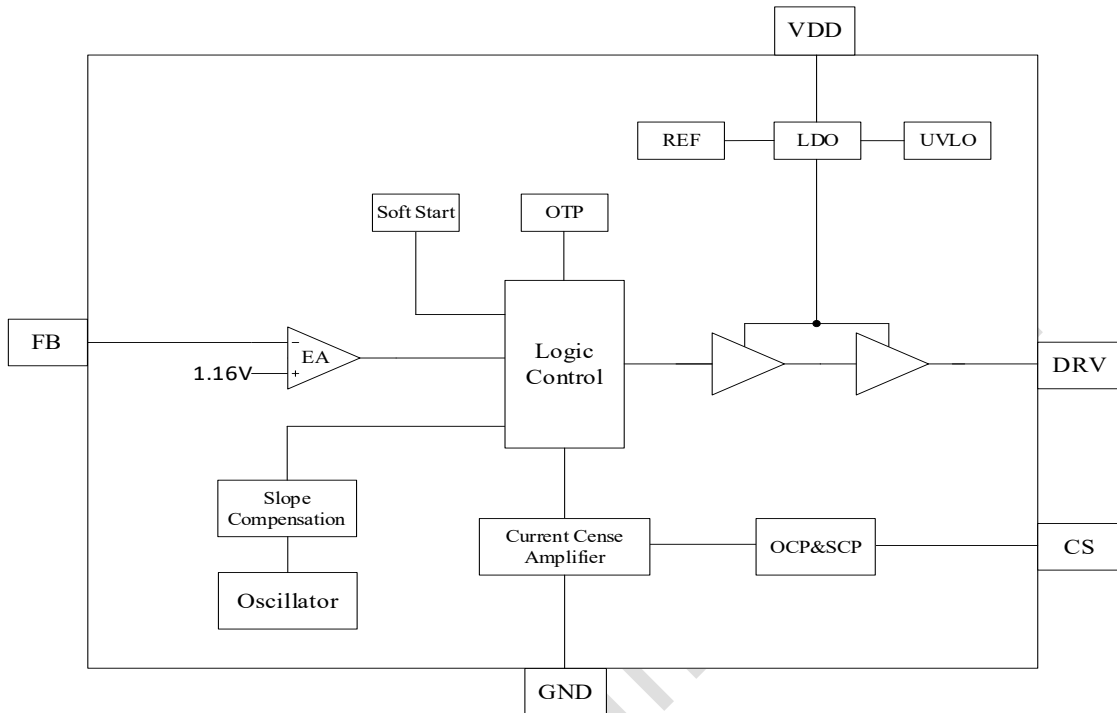 VDD
REF
LDO
UVLO
Soft Start
OTP
FB
−
EA
1.16V
+
Logic
Control
DRV
Slope
Compensation
Current Cense
Amplifier
OCP&SCP
CS
Oscillator
GND